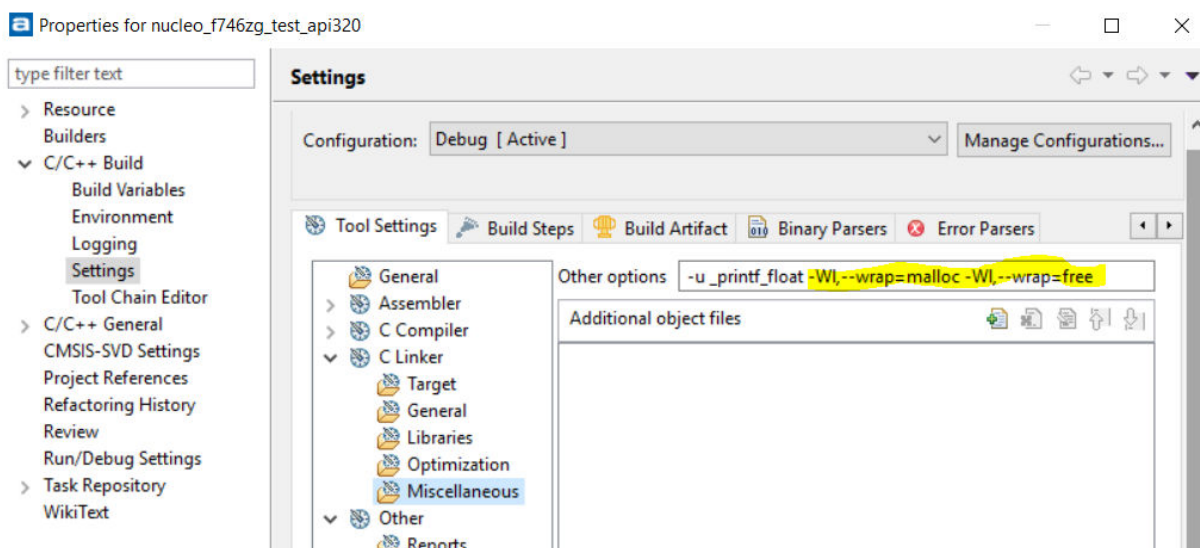 Properties for nucleo_f746zg_test_api320
type filter text
Resource
Builders
C/C++ Build
Build Variables
Environment
Logging
Settings
Tool Chain Editor
C/C++ General
CMSIS-SVD Settings
Project References
Refactoring History
Review
Run/Debug Settings
Task Repository
WikiText
Settings
Configuration: Debug [ Active ] Manage Configurations...
Tool Settings Build Steps Build Artifact Binary Parsers Error Parsers
General
Assembler
C Compiler
C Linker
Target
General
Libraries
Optimization
Miscellaneous
Other
Reports
Other options -u _printf_float -Wl,--wrap=malloc -Wl,--wrap=free
Additional object files